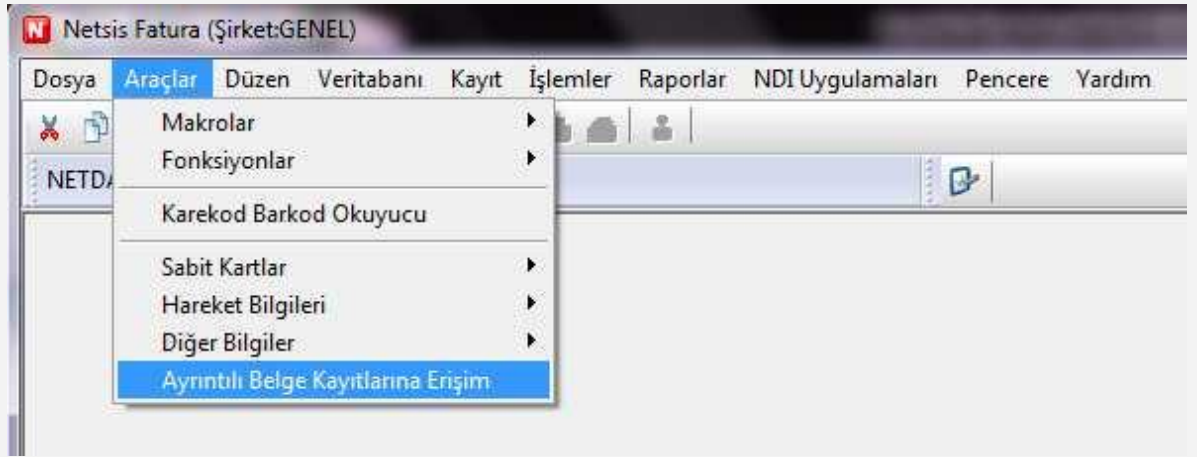 N Netsis Fatura (Şirket:GENEL)
Dosya Araçlar Düzen Veritabanı Kayıt İşlemler Raporlar NDI Uygulamaları Pencere Yardım
Makrolar
Fonksiyonlar
NETDA
Karekod Barkod Okuyucu
Sabit Kartlar
Hareket Bilgileri
Diğer Bilgiler
Ayrıntılı Belge Kayıtlarına Erişim